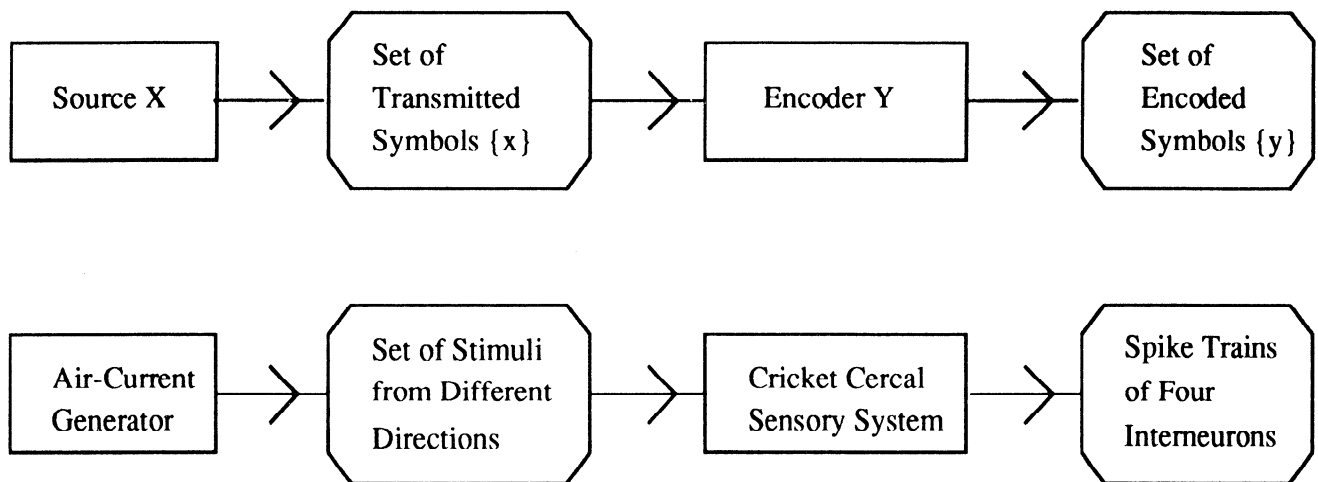 Source X
Set of
Transmitted
Symbols {x}
Encoder Y
Set of
Encoded
Symbols {y}
Air-Current
Generator
Set of Stimuli
from Different
Directions
Cricket Cercal
Sensory System
Spike Trains
of Four
Interneurons